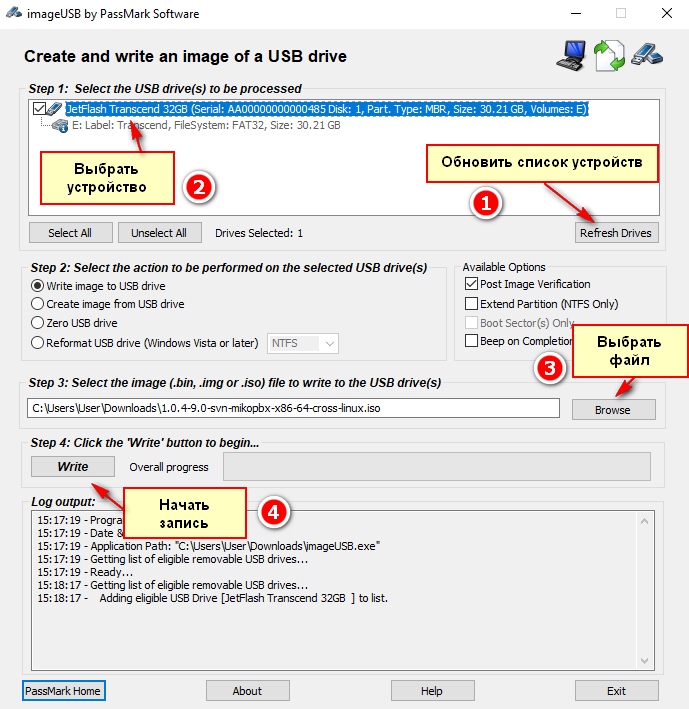 imageUSB by PassMark Software
Create and write an image of a USB drive
Step 1: Select the USB drive(s) to be processed
JetFlash Transcend 32GB (Serial: AA00000000000485 Disk: 1, Part. Type: MBR, Size: 30.21 GB, Volumes: E)
E: Label: Transcend, FileSystem: FAT32, Size: 30.21 GB
Выбрать
устройство
2
Обновить список устройств
1
Select All
Unselect All
Drives Selected: 1
Refresh Drives
Step 2: Select the action to be performed on the selected USB drive(s)
Write image to USB drive
Create image from USB drive
Zero USB drive
Reformat USB drive (Windows Vista or later)
NTFS
Available Options
Post Image Verification
Extend Partition (NTFS Only)
Boot Sector(s) Only
Beep on Completion
Выбрать
файл
3
Step 3: Select the image (.bin, .img or .iso) file to write to the USB drive(s)
C:\Users\User\Downloads\1.0.4-9.0-svn-mikopbx-x86-64-cross-linux.iso
Browse
Step 4: Click the 'Write' button to begin...
Write
Overall progress
Начать
запись
4
Log output:
15:17:19 -
15:17:19 - Date &
15:17:19 - Application Path: "C:\Users\User\Downloads\imageUSB.exe"
15:17:19 - Getting list of eligible removable USB drives...
15:17:19 - Ready...
15:18:17 - Getting list of eligible removable USB drives...
15:18:17 - Adding eligible USB Drive [JetFlash Transcend 32GB ] to list.
PassMark Home
About
Help
Exit